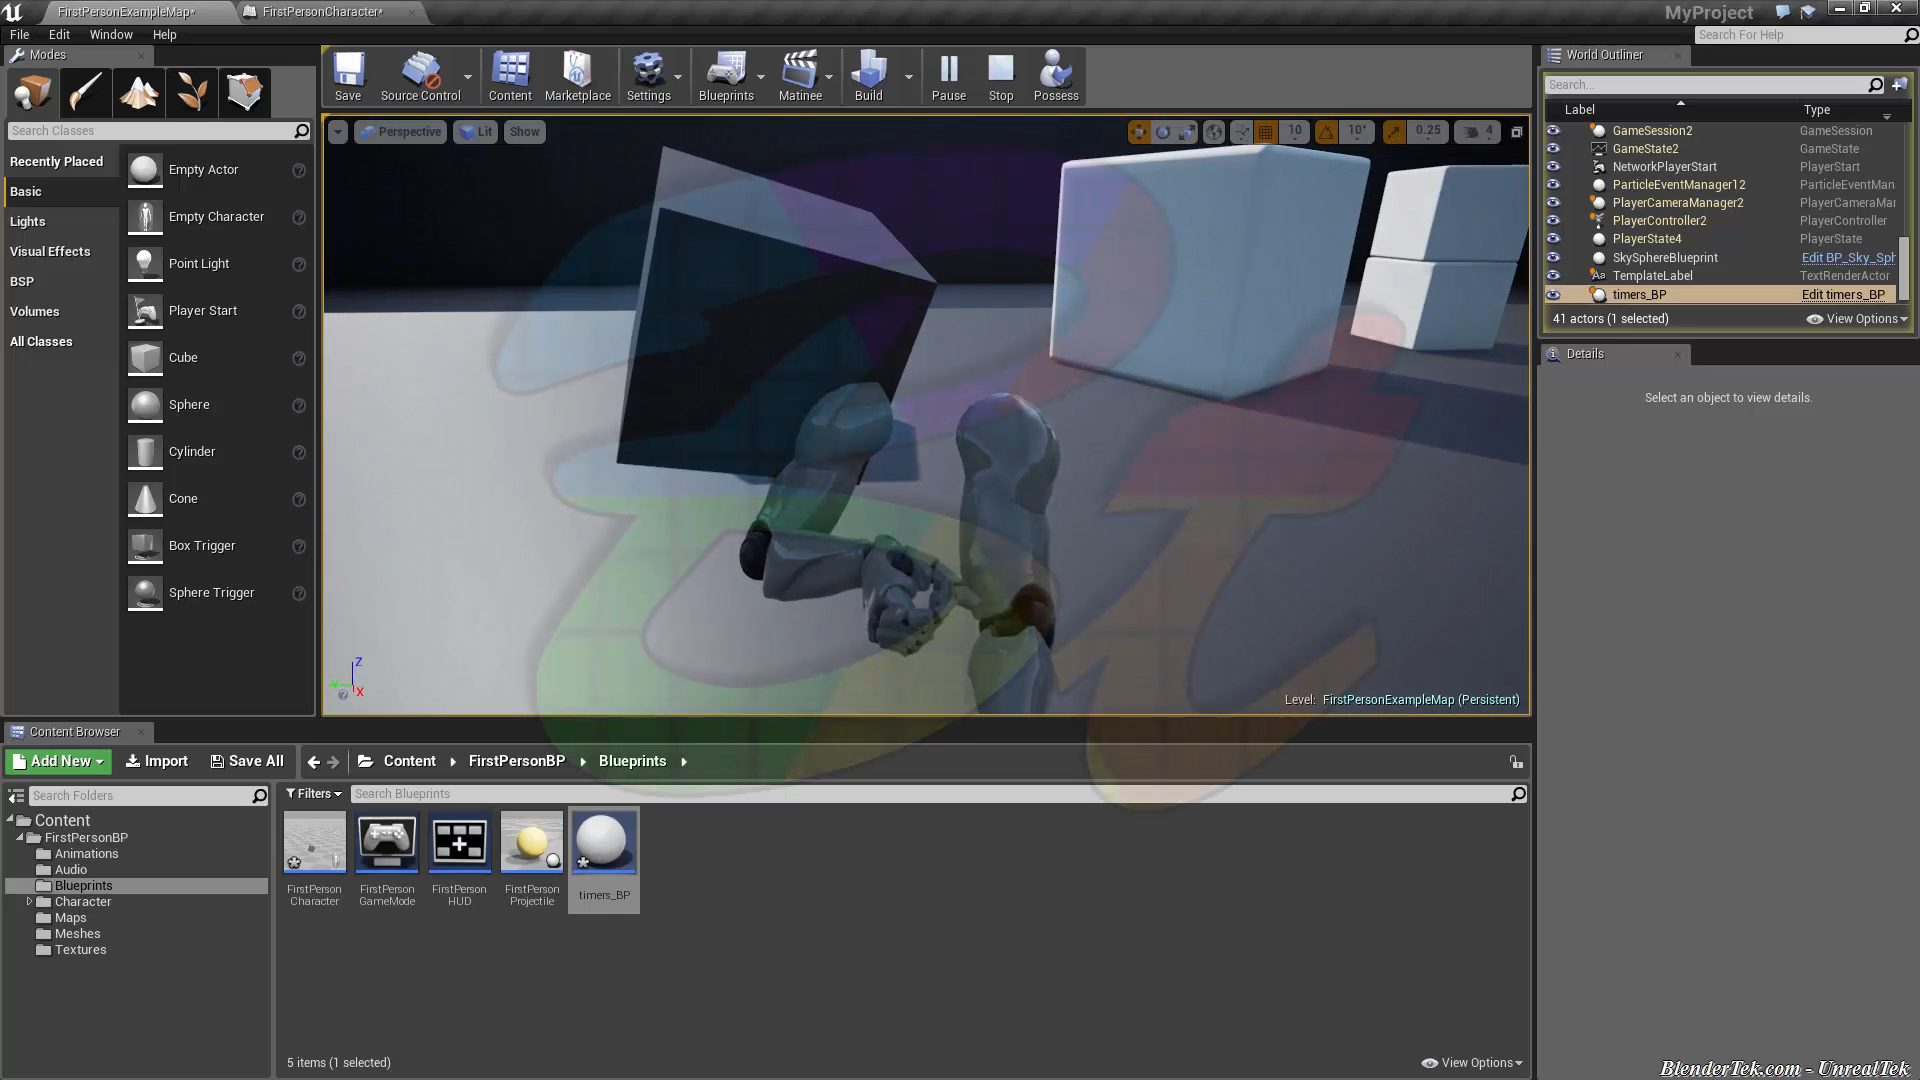 FirstPersonExampleMap*
FirstPersonCharacter*
MyProject
File Edit Window Help
Search For Help
Modes
Search Classes
Recently Placed
Basic
Lights
Visual Effects
BSP
Volumes
All Classes
Empty Actor
Empty Character
Point Light
Player Start
Cube
Sphere
Cylinder
Cone
Box Trigger
Sphere Trigger
Save
Source Control
Content
Marketplace
Settings
Blueprints
Matinee
Build
Pause
Stop
Possess
Perspective
Lit
Show
10
10°
0.25
4
Z
Y
X
Level: FirstPersonExampleMap (Persistent)
World Outliner
Search...
Label Type
GameSession2 GameSession
GameState2 GameState
NetworkPlayerStart PlayerStart
ParticleEventManager12 ParticleEventMan
PlayerCameraManager2 PlayerCameraMar
PlayerController2 PlayerController
PlayerState4 PlayerState
SkySphereBlueprint Edit BP_Sky_Sph
TemplateLabel TextRenderActor
timers_BP Edit timers_BP
41 actors (1 selected)
View Options
Details
Select an object to view details.
Content Browser
Add New
Import
Save All
Content
FirstPersonBP
Blueprints
Search Folders
Content
FirstPersonBP
Animations
Audio
Blueprints
Character
Maps
Meshes
Textures
Filters
Search Blueprints
FirstPerson
Character
FirstPerson
GameMode
FirstPerson
HUD
FirstPerson
Projectile
timers_BP
5 items (1 selected)
View Options
BlenderTek.com - UnrealTek